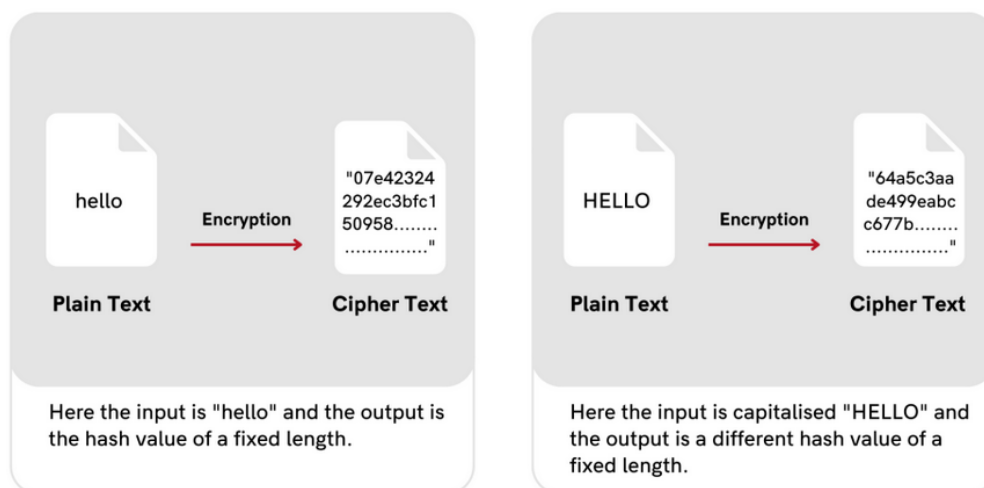 hello
Encryption
"07e42324
292ec3bfc1
50958........
..............."
Plain Text
Cipher Text
Here the input is "hello" and the output is
the hash value of a fixed length.
HELLO
Encryption
"64a5c3aa
de499eabc
c677b........
..............."
Plain Text
Cipher Text
Here the input is capitalised "HELLO" and
the output is a different hash value of a
fixed length.